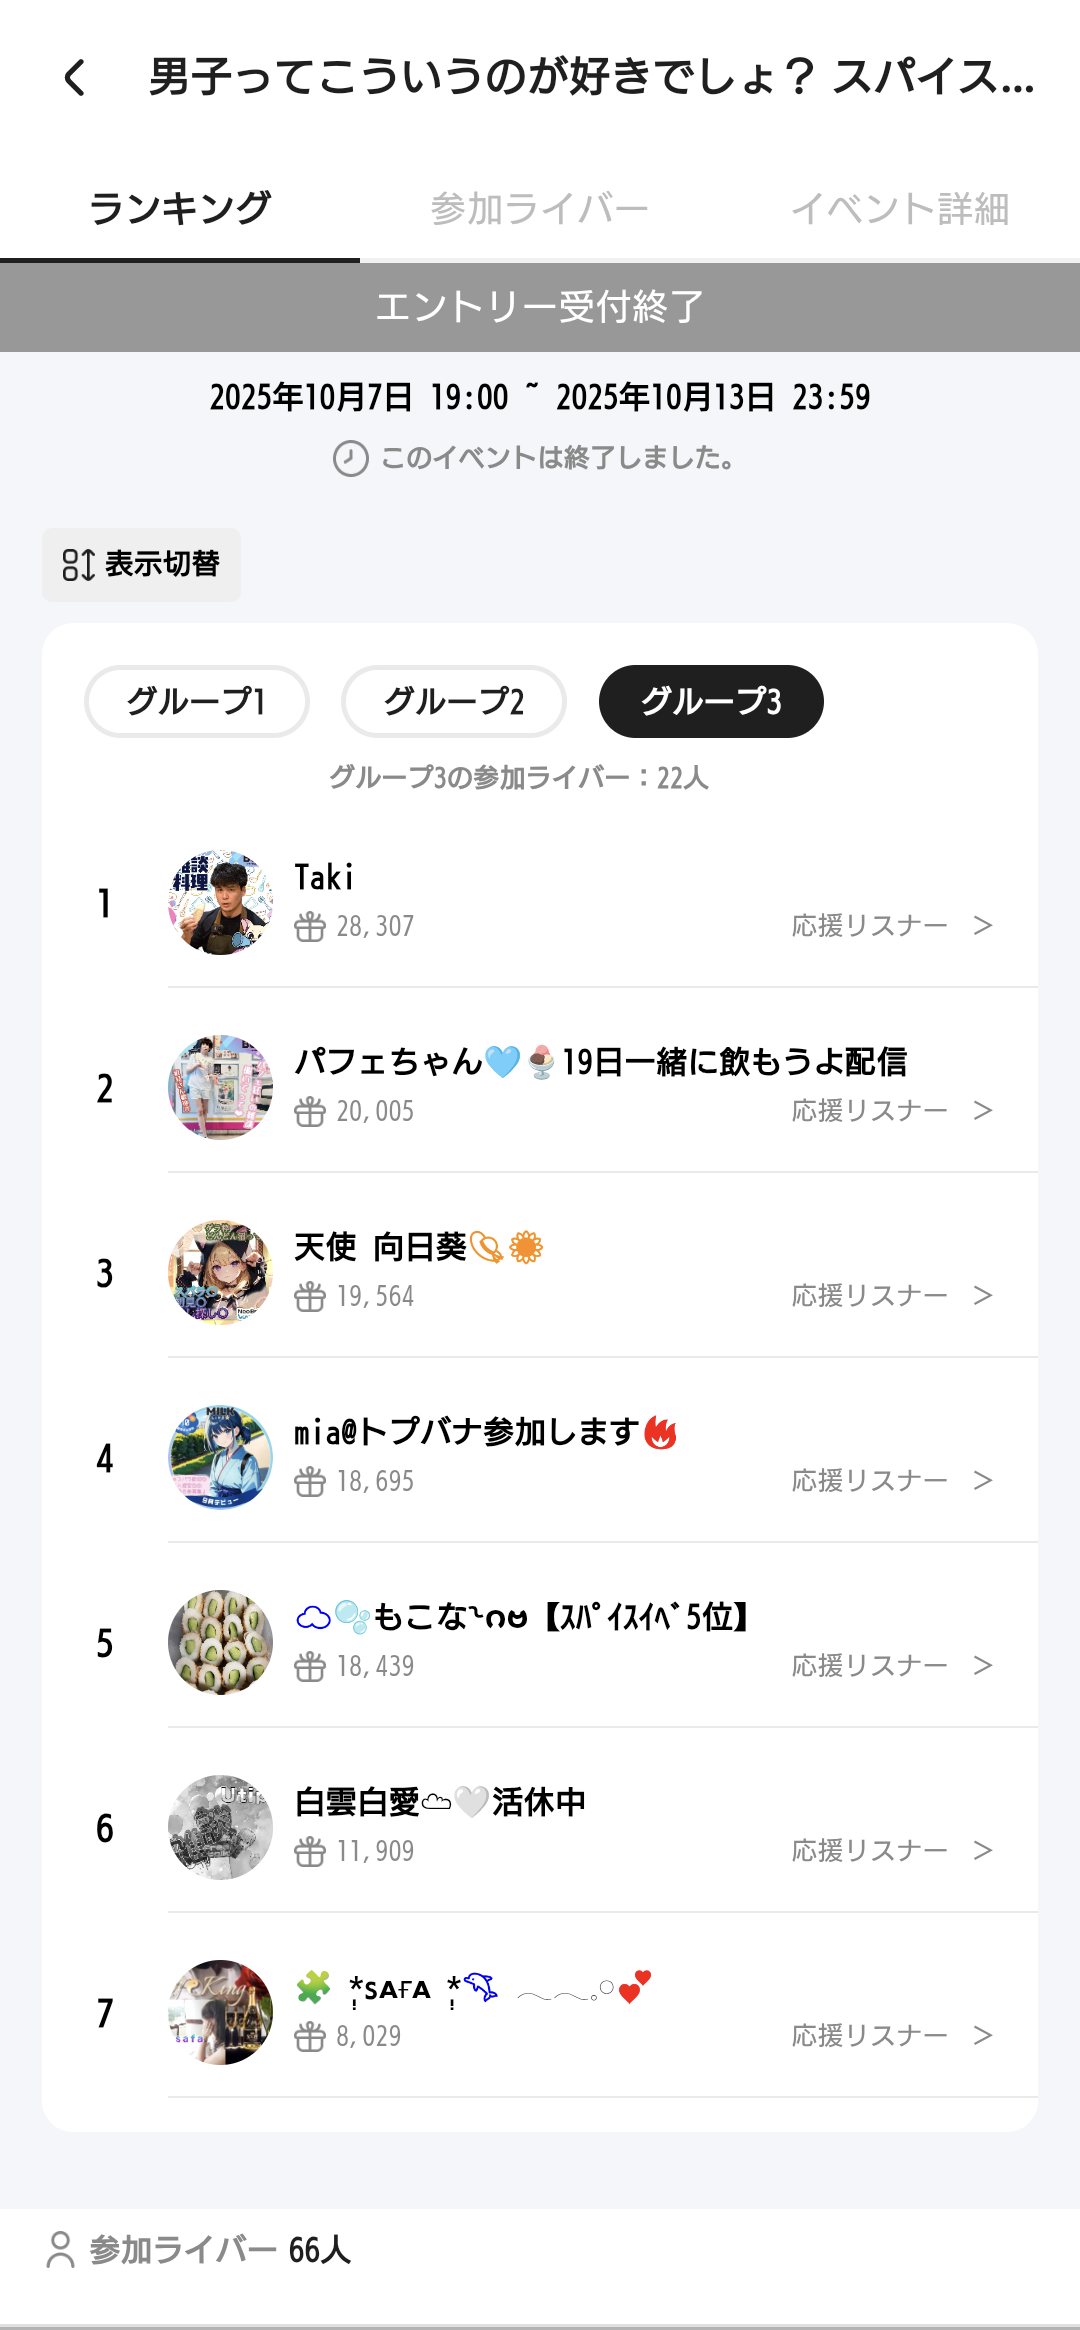 男子ってこういうのが好きでしょ？ スパイス...
ランキング 参加ライバー イベント詳細
エントリー受付終了
2025年10月7日 19:00 ~ 2025年10月13日 23:59
このイベントは終了しました。
表示切替
グループ1 グループ2 グループ3
グループ3の参加ライバー：22人
1
雑談
料理
Taki
28,307 応援リスナー >
2
パフェちゃん🩵🍨19日一緒に飲もうよ配信
20,005 応援リスナー >
3
天使 向日葵👒🌼
19,564 応援リスナー >
4
MILK
mia@トプバナ参加します🔥
18,695 応援リスナー >
5
☁🫧もこな【ｽﾊﾟｲｽｲﾍﾞ5位】
18,439 応援リスナー >
6
白雲白愛☁🤍活休中
11,909 応援リスナー >
7
King
safa
🧩 *ꜱᴀꜰᴀ *🐬 💕
8,029 応援リスナー >
参加ライバー 66人